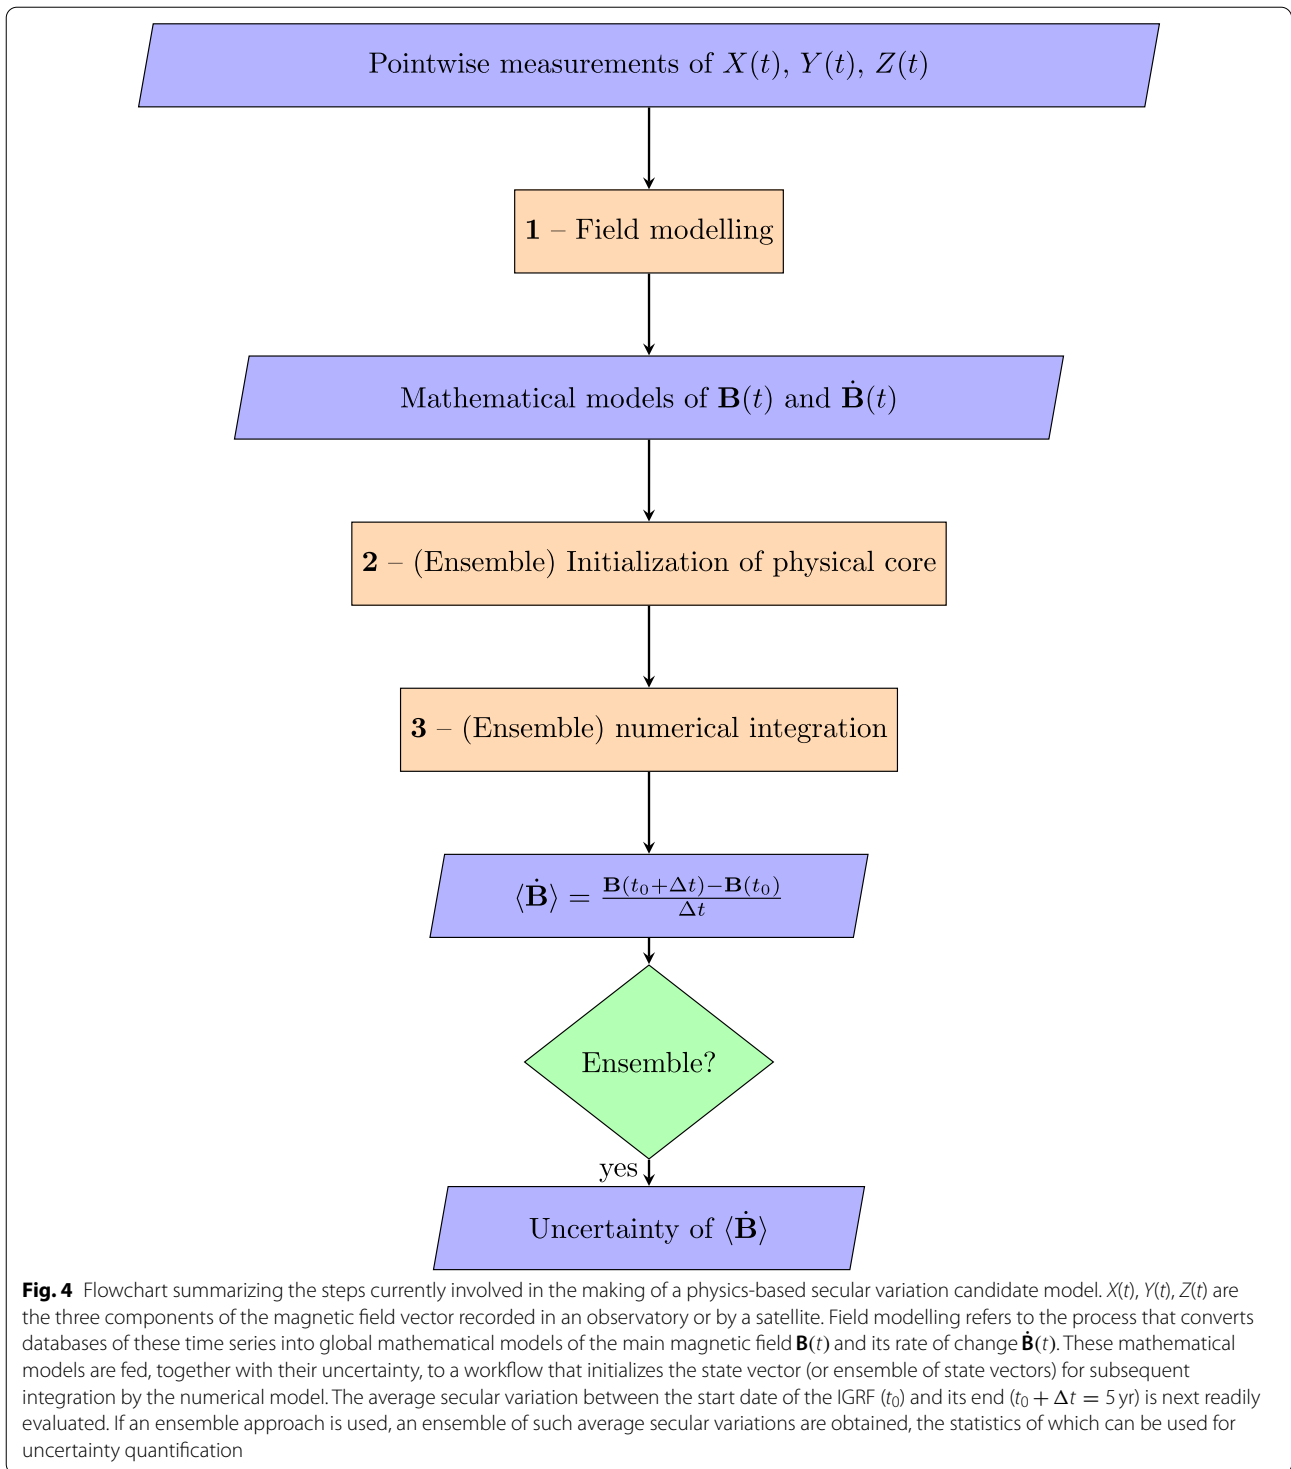 Pointwise measurements of X(t), Y(t), Z(t)
1 – Field modelling
Mathematical models of B(t) and Ḃ(t)
2 – (Ensemble) Initialization of physical core
3 – (Ensemble) numerical integration
⟨Ḃ⟩ = B(t₀+Δt)−B(t₀) / Δt
Ensemble?
yes
Uncertainty of ⟨Ḃ⟩
Fig. 4 Flowchart summarizing the steps currently involved in the making of a physics-based secular variation candidate model. X(t), Y(t), Z(t) are
the three components of the magnetic field vector recorded in an observatory or by a satellite. Field modelling refers to the process that converts
databases of these time series into global mathematical models of the main magnetic field B(t) and its rate of change Ḃ(t). These mathematical
models are fed, together with their uncertainty, to a workflow that initializes the state vector (or ensemble of state vectors) for subsequent
integration by the numerical model. The average secular variation between the start date of the IGRF (t₀) and its end (t₀ + Δt = 5 yr) is next readily
evaluated. If an ensemble approach is used, an ensemble of such average secular variations are obtained, the statistics of which can be used for
uncertainty quantification